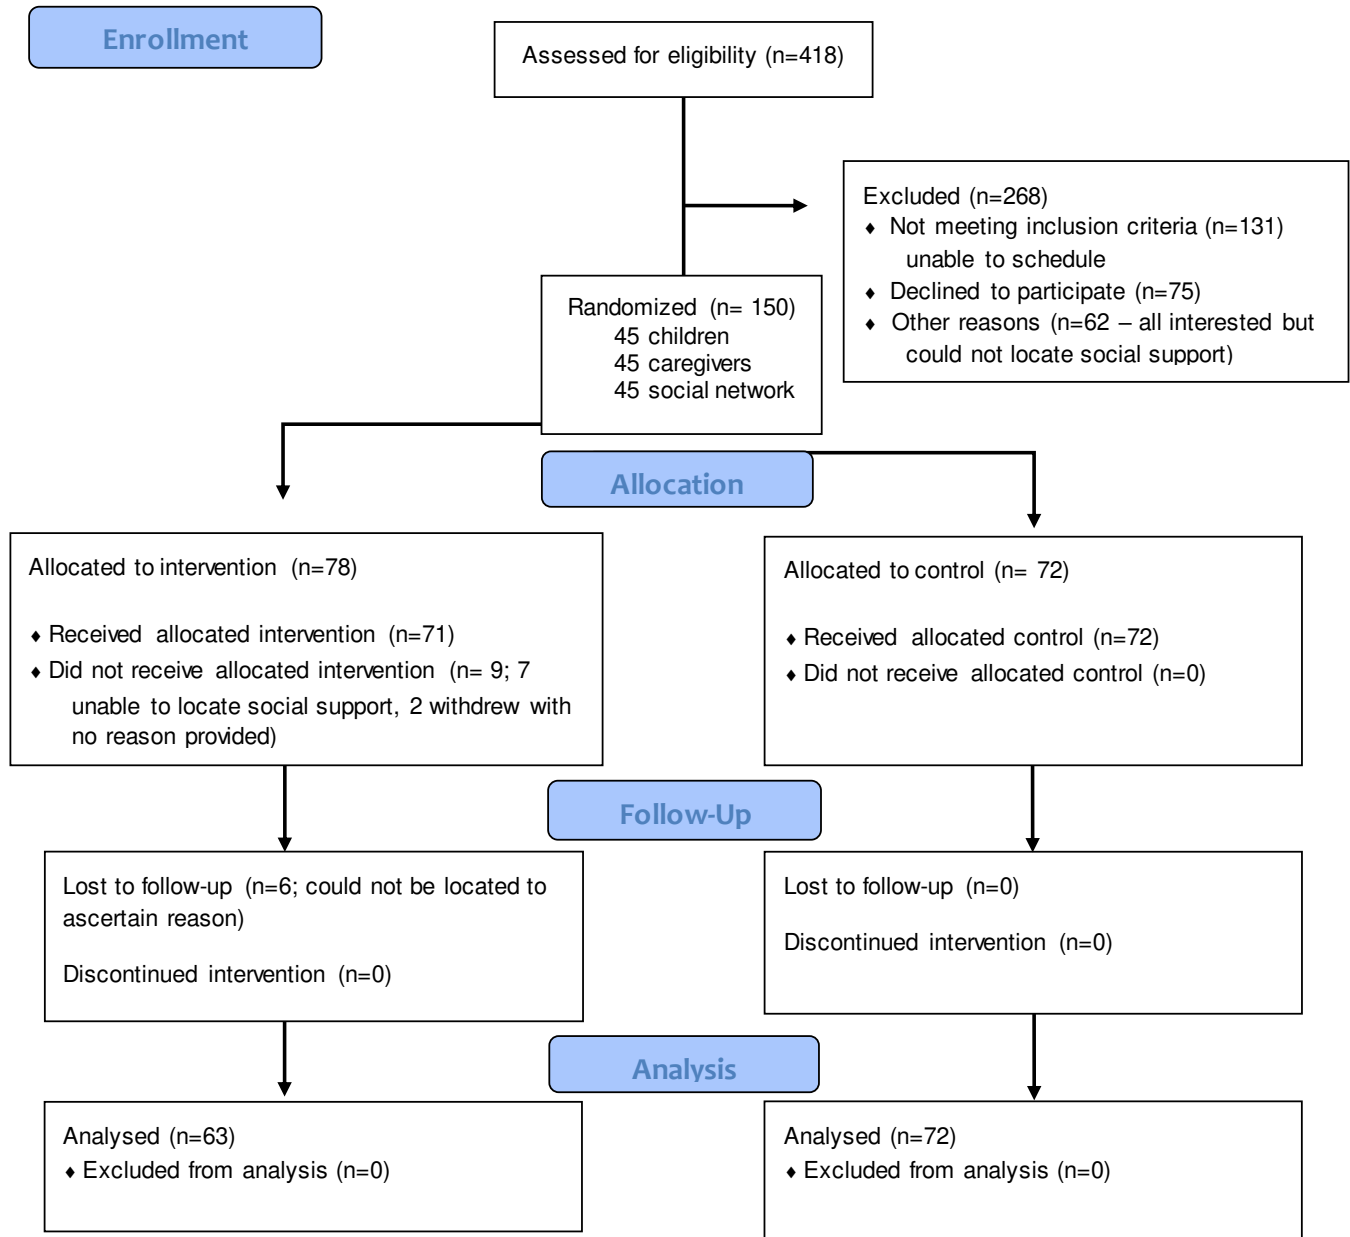 Enrollment
Assessed for eligibility (n=418)
Excluded (n=268)
♦ Not meeting inclusion criteria (n=131)
unable to schedule
♦ Declined to participate (n=75)
♦ Other reasons (n=62 – all interested but
could not locate social support)
Randomized (n= 150)
45 children
45 caregivers
45 social network
Allocation
Allocated to intervention (n=78)
♦ Received allocated intervention (n=71)
♦ Did not receive allocated intervention (n= 9; 7
unable to locate social support, 2 withdrew with
no reason provided)
Allocated to control (n= 72)
♦ Received allocated control (n=72)
♦ Did not receive allocated control (n=0)
Follow-Up
Lost to follow-up (n=6; could not be located to
ascertain reason)
Discontinued intervention (n=0)
Lost to follow-up (n=0)
Discontinued intervention (n=0)
Analysis
Analysed (n=63)
♦ Excluded from analysis (n=0)
Analysed (n=72)
♦ Excluded from analysis (n=0)